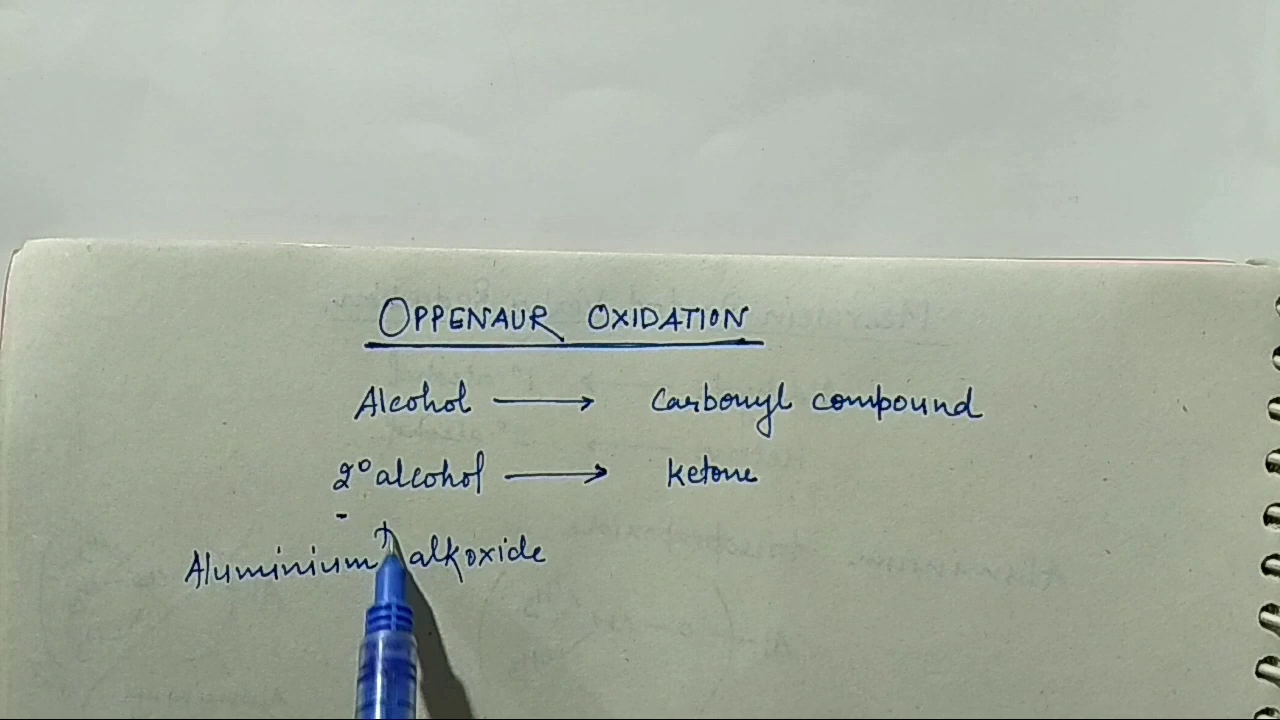 OPPENAUR OXIDATION
Alcohol → Carbonyl compound
2° alcohol → ketone
Aluminium alkoxide